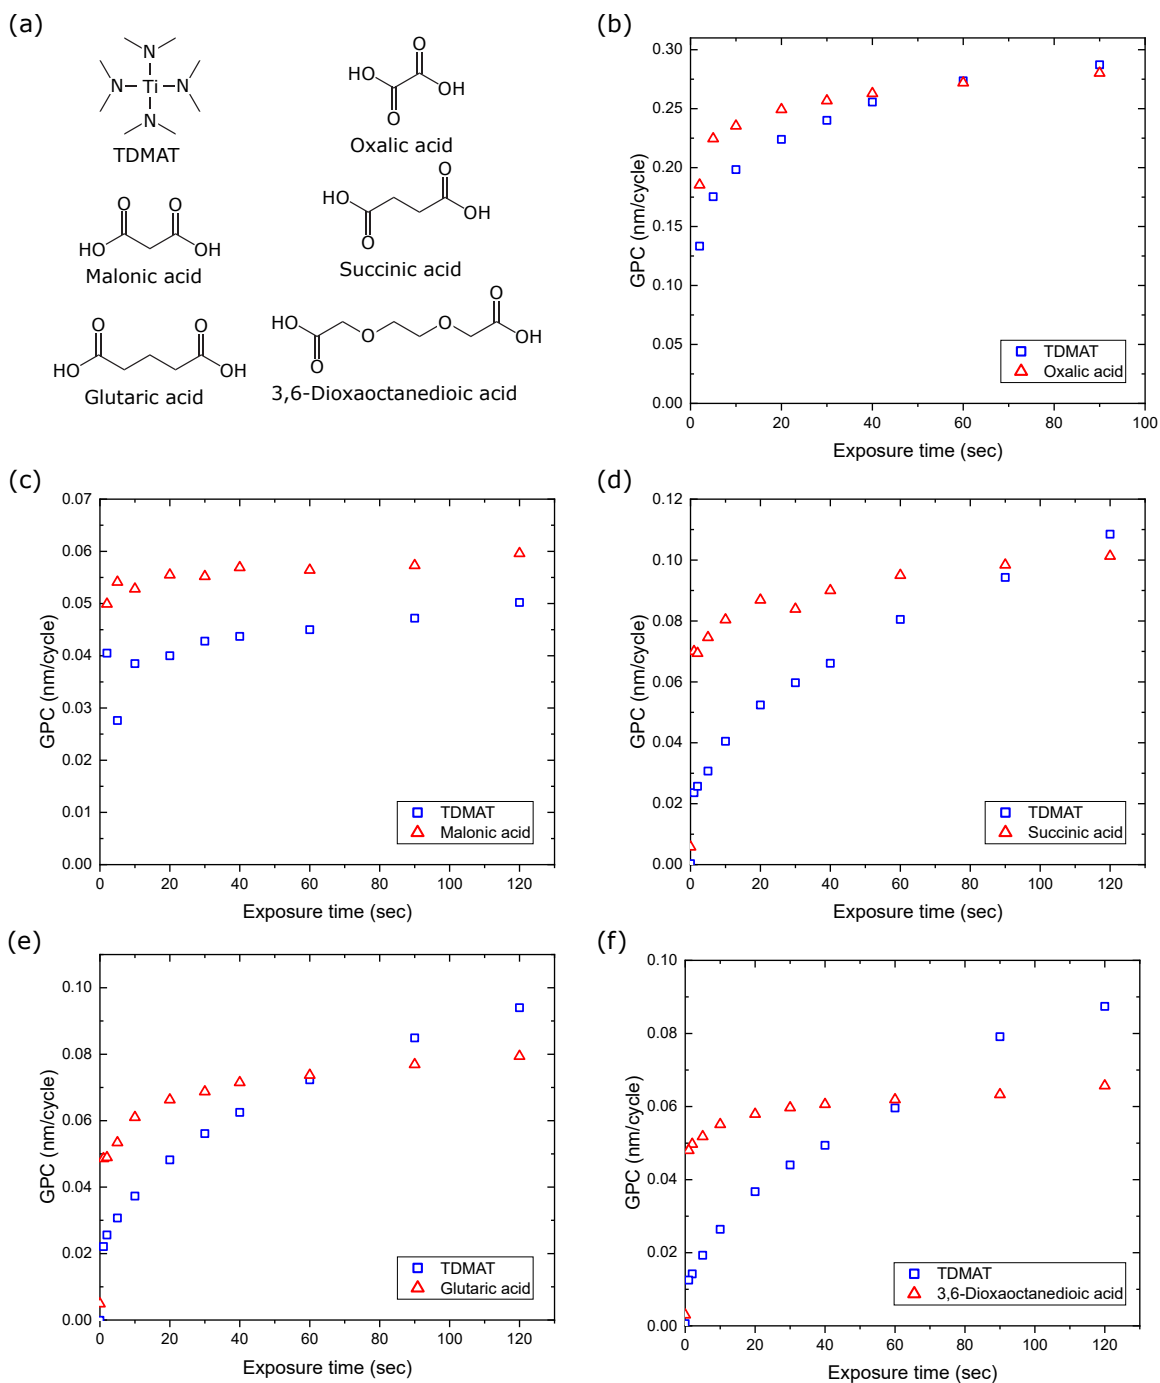 (a)
N
N
Ti
N
N
TDMAT
O
HO
OH
O
Oxalic acid
O
O
HO
OH
Malonic acid
O
HO
OH
O
Succinic acid
O
O
HO
OH
Glutaric acid
O
HO
O
O
OH
O
3,6-Dioxaoctanedioic acid
(b)
GPC (nm/cycle)
0.30
0.25
0.20
0.15
0.10
0.05
0.00
TDMAT
Oxalic acid
0 20 40 60 80 100
Exposure time (sec)
(c)
GPC (nm/cycle)
0.07
0.06
0.05
0.04
0.03
0.02
0.01
0.00
TDMAT
Malonic acid
0 20 40 60 80 100 120
Exposure time (sec)
(d)
GPC (nm/cycle)
0.12
0.10
0.08
0.06
0.04
0.02
0.00
TDMAT
Succinic acid
0 20 40 60 80 100 120
Exposure time (sec)
(e)
GPC (nm/cycle)
0.10
0.08
0.06
0.04
0.02
0.00
TDMAT
Glutaric acid
0 20 40 60 80 100 120
Exposure time (sec)
(f)
GPC (nm/cycle)
0.10
0.08
0.06
0.04
0.02
0.00
TDMAT
3,6-Dioxaoctanedioic acid
0 20 40 60 80 100 120
Exposure time (sec)